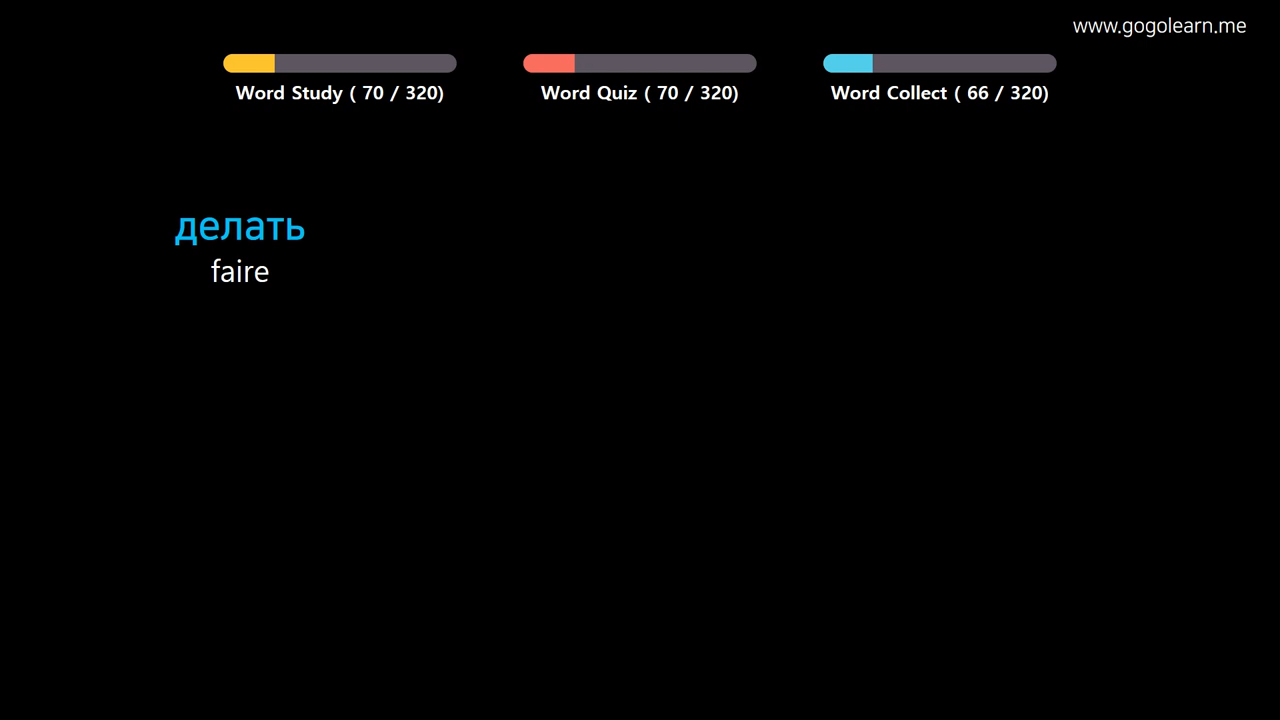 www.gogolearn.me
Word Study ( 70 / 320)
Word Quiz ( 70 / 320)
Word Collect ( 66 / 320)
делать
faire